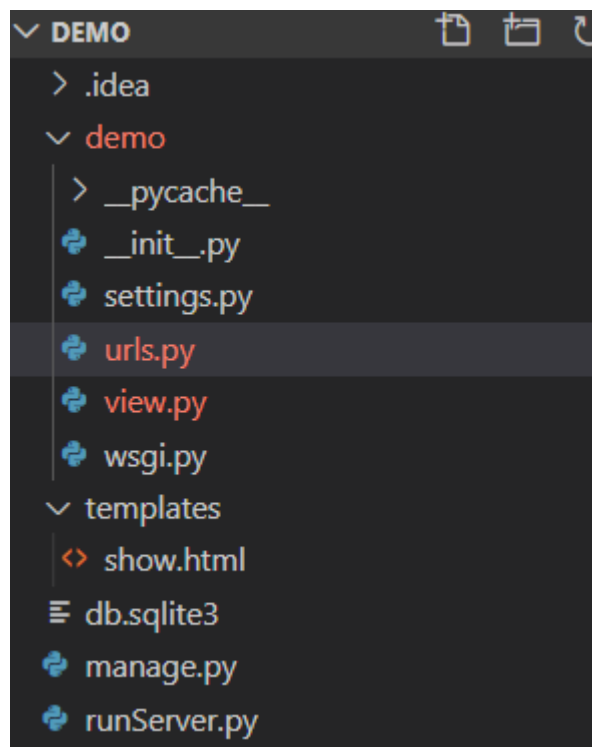 DEMO
.idea
demo
__pycache__
__init__.py
settings.py
urls.py
view.py
wsgi.py
templates
show.html
db.sqlite3
manage.py
runServer.py